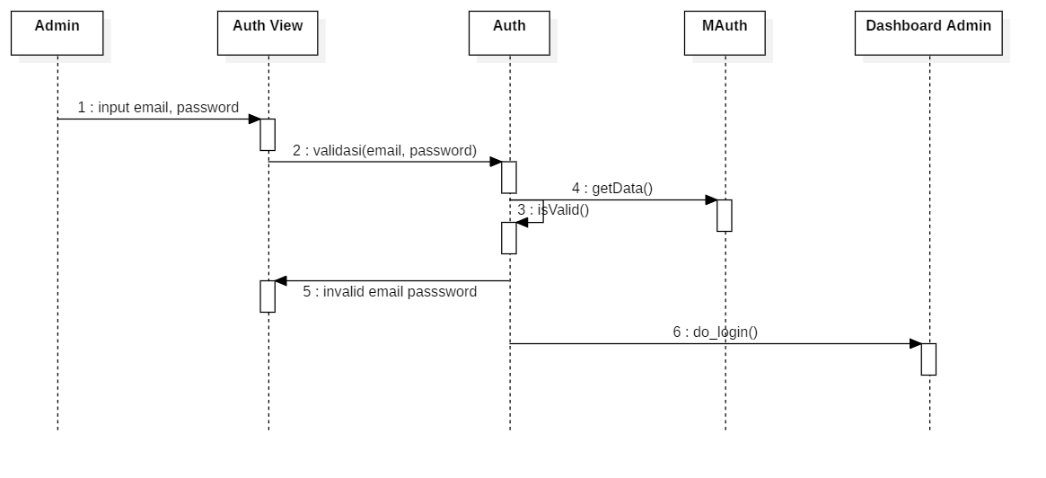 Admin
Auth View
Auth
MAuth
Dashboard Admin
1 : input email, password
2 : validasi(email, password)
4 : getData()
3 : isValid()
5 : invalid email passsword
6 : do_login()